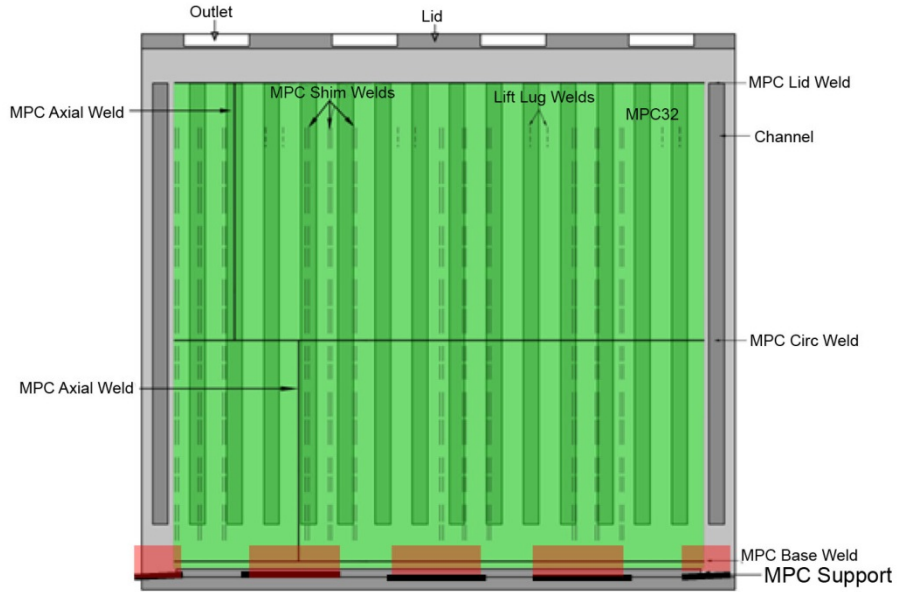 Outlet
Lid
MPC Lid Weld
MPC Axial Weld
MPC Shim Welds
Lift Lug Welds
MPC32
Channel
MPC Circ Weld
MPC Axial Weld
MPC Base Weld
MPC Support